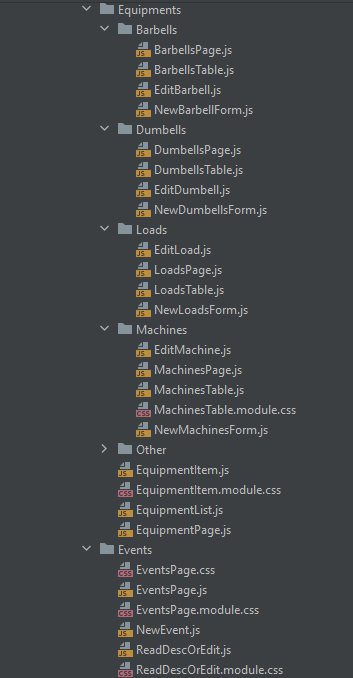 Equipments
Barbells
BarbellsPage.js
BarbellsTable.js
EditBarbell.js
NewBarbellForm.js
Dumbells
DumbellsPage.js
DumbellsTable.js
EditDumbell.js
NewDumbellsForm.js
Loads
EditLoad.js
LoadsPage.js
LoadsTable.js
NewLoadsForm.js
Machines
EditMachine.js
MachinesPage.js
MachinesTable.js
MachinesTable.module.css
NewMachinesForm.js
Other
EquipmentItem.js
EquipmentItem.module.css
EquipmentList.js
EquipmentPage.js
Events
EventsPage.css
EventsPage.js
EventsPage.module.css
NewEvent.js
ReadDescOrEdit.js
ReadDescOrEdit.module.css